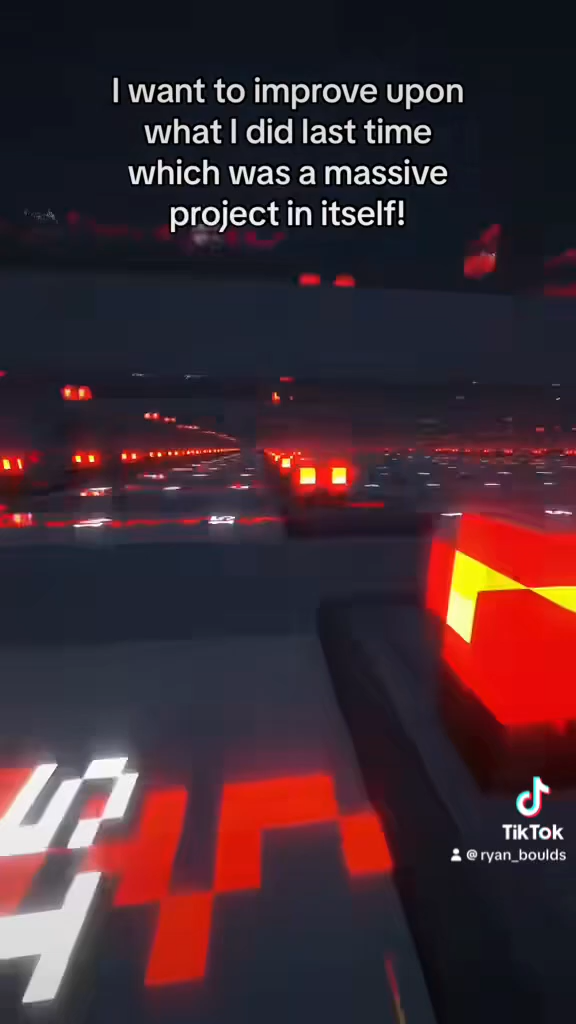 I want to improve upon
what I did last time
which was a massive
project in itself!
TikTok
@ryan_boulds